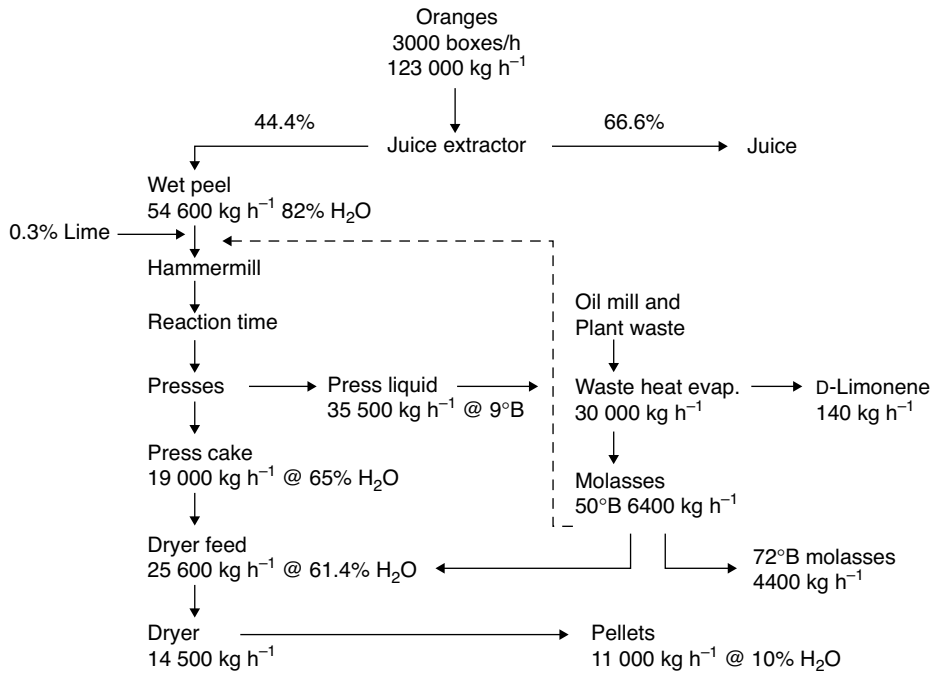 Oranges
3000 boxes/h
123 000 kg h⁻¹
44.4%
66.6%
Juice extractor
Juice
Wet peel
54 600 kg h⁻¹ 82% H₂O
0.3% Lime
Hammermill
Reaction time
Oil mill and
Plant waste
Presses
Press liquid
35 500 kg h⁻¹ @ 9°B
Waste heat evap.
30 000 kg h⁻¹
D-Limonene
140 kg h⁻¹
Press cake
19 000 kg h⁻¹ @ 65% H₂O
Molasses
50°B 6400 kg h⁻¹
Dryer feed
25 600 kg h⁻¹ @ 61.4% H₂O
72°B molasses
4400 kg h⁻¹
Dryer
14 500 kg h⁻¹
Pellets
11 000 kg h⁻¹ @ 10% H₂O